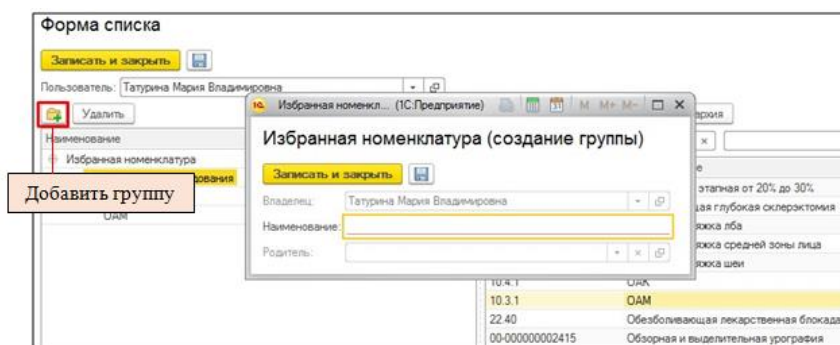 Форма списка
Записать и закрыть
Пользователь: Татурина Мария Владимировна
Удалить
Наименование
Избранная номенклатура
Добавить группу
ОАМ
1С Избранная номенкл... (1С:Предприятие) 31 M M+ M-
Избранная номенклатура (создание группы)
Записать и закрыть
Владелец: Татурина Мария Владимировна
Наименование:
Родитель:
этапная от 20% до 30%
глубокая склерэктомия
лба
средней зоны лица
шеи
10.4.1 ОАК
10.3.1 ОАМ
22.40 Обезболивающая лекарственная блокада
00-000000002415 Обзорная и выделительная урография